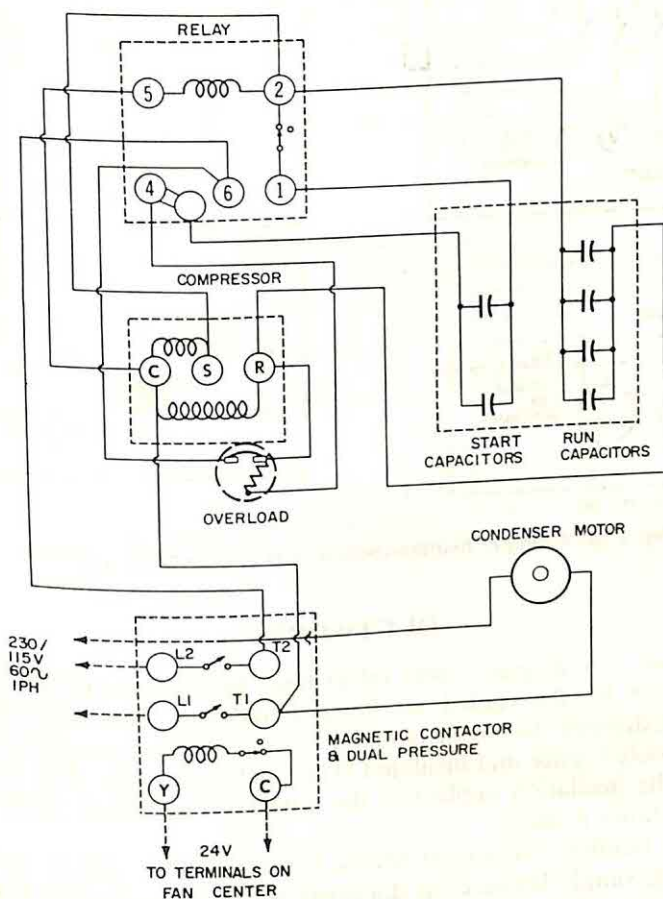 RELAY
5
2
4
6
1
COMPRESSOR
C
S
R
START
CAPACITORS
RUN
CAPACITORS
OVERLOAD
CONDENSER MOTOR
230/
115V
60~
1PH
L2
T2
L1
T1
MAGNETIC CONTACTOR
& DUAL PRESSURE
Y
C
24V
TO TERMINALS ON
FAN CENTER